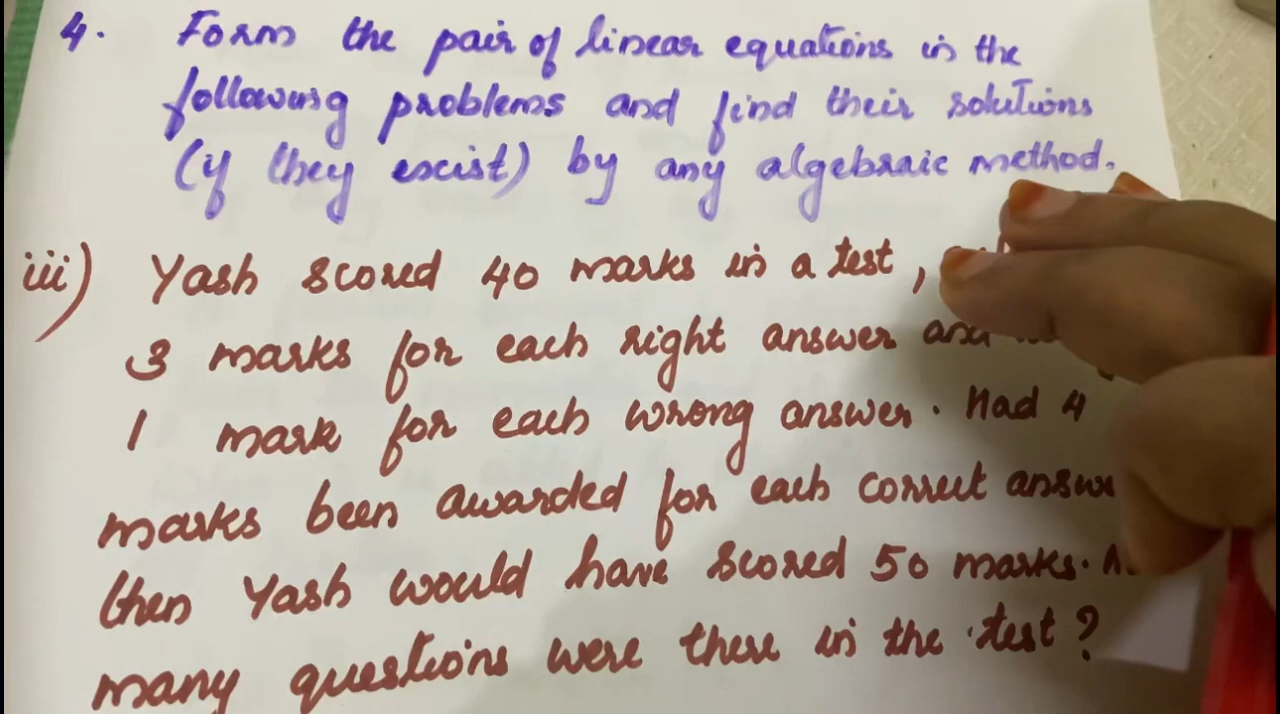 4. Form the pair of linear equations in the
following problems and find their solutions
(if they exist) by any algebraic method.
iii) Yash scored 40 marks in a test,
3 marks for each right answer and
1 mark for each wrong answer. Had 4
marks been awarded for each correct
then Yash would have scored 50 marks.
many questions were there in the test?